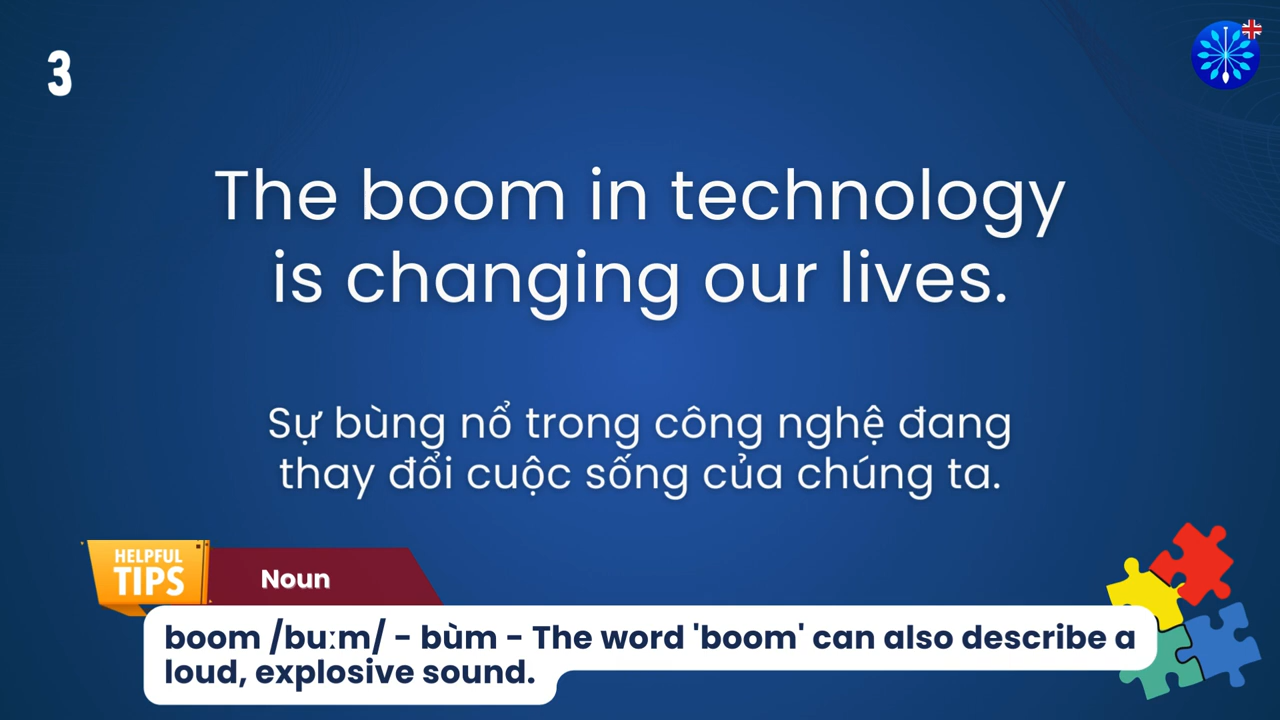 3
The boom in technology
is changing our lives.
Sự bùng nổ trong công nghệ đang
thay đổi cuộc sống của chúng ta.
HELPFUL
TIPS
Noun
boom /buːm/ - bùm - The word 'boom' can also describe a
loud, explosive sound.